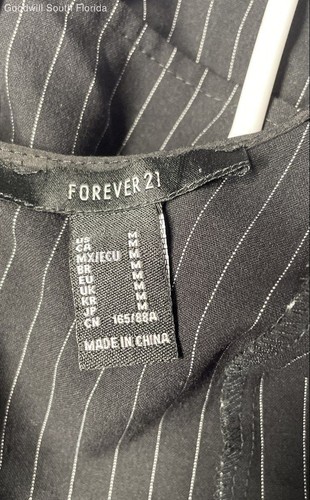 Goodwill South Florida
FOREVER 21
US M
CA M
MX/ECU M
BR M
EU M
UK M
KR M
JP M
CN 165/88A
MADE IN CHINA